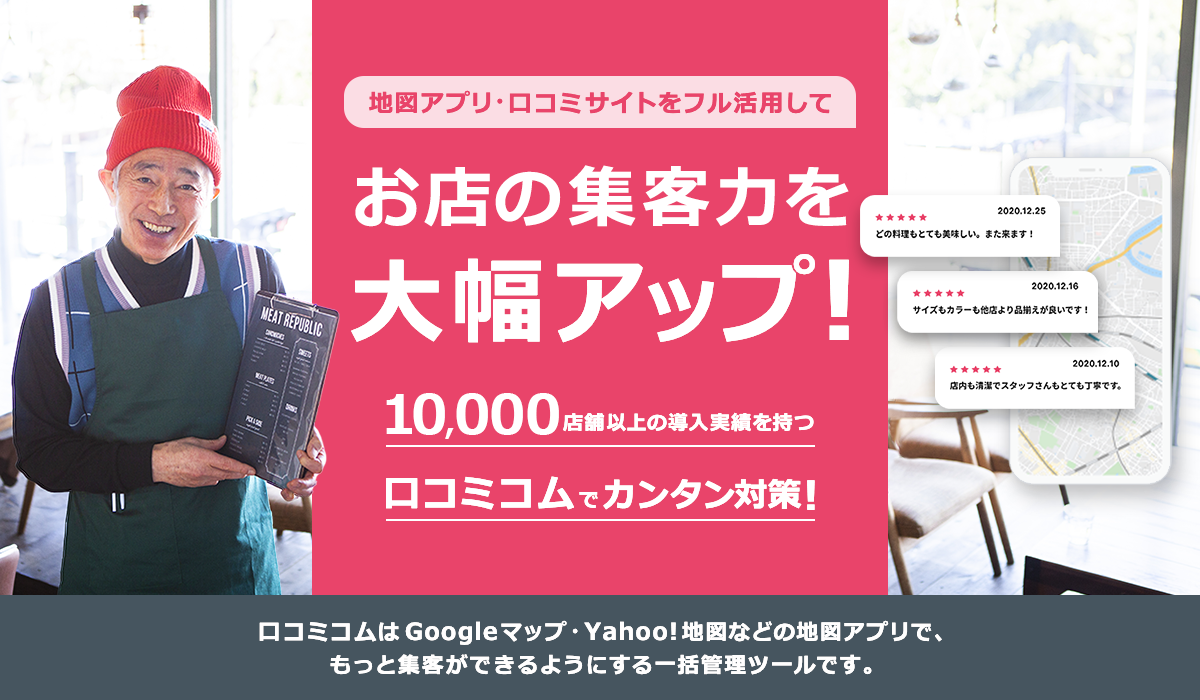 地図アプリ・口コミサイトをフル活用して
お店の集客力を
大幅アップ！
10,000店舗以上の導入実績を持つ
口コミコムでカンタン対策！
2020.12.25
★★★★★
どの料理もとても美味しい。また来ます！
2020.12.16
★★★★★
サイズもカラーも他店より品揃えが良いです！
2020.12.10
★★★★★
店内も清潔でスタッフさんもとても丁寧です。
MEAT REPUBLIC
SANDWICHES
SWEETS
MEAT PLATES
DRINKS
PICK & SIDE
口コミコムはGoogleマップ・Yahoo!地図などの地図アプリで、
もっと集客ができるようにする一括管理ツールです。